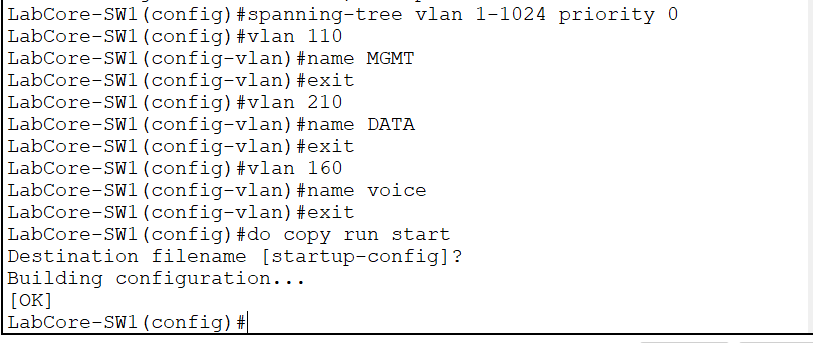 LabCore-SW1(config)#spanning-tree vlan 1-1024 priority 0
LabCore-SW1(config)#vlan 110
LabCore-SW1(config-vlan)#name MGMT
LabCore-SW1(config-vlan)#exit
LabCore-SW1(config)#vlan 210
LabCore-SW1(config-vlan)#name DATA
LabCore-SW1(config-vlan)#exit
LabCore-SW1(config)#vlan 160
LabCore-SW1(config-vlan)#name voice
LabCore-SW1(config-vlan)#exit
LabCore-SW1(config)#do copy run start
Destination filename [startup-config]?
Building configuration...
[OK]
LabCore-SW1(config)#